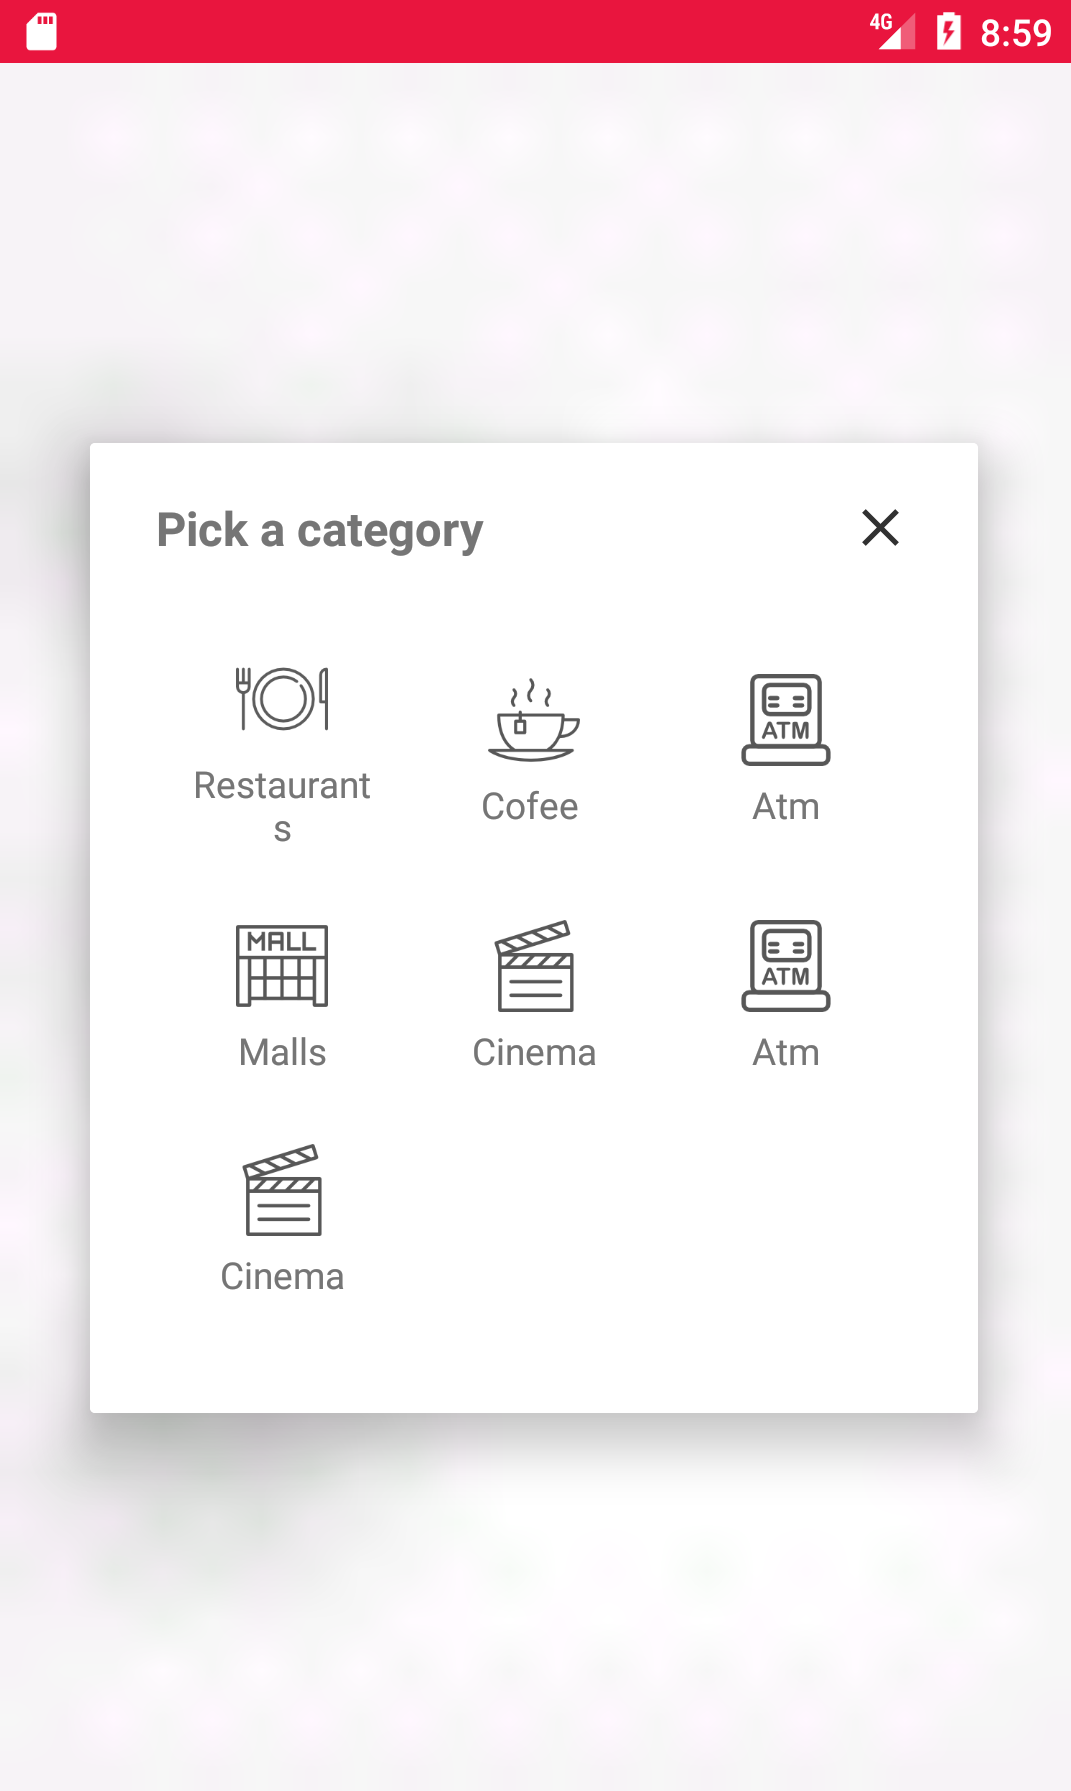 4G 8:59
Pick a category
Restaurant
s
Cofee
ATM
Atm
MALL
Malls
Cinema
ATM
Atm
Cinema